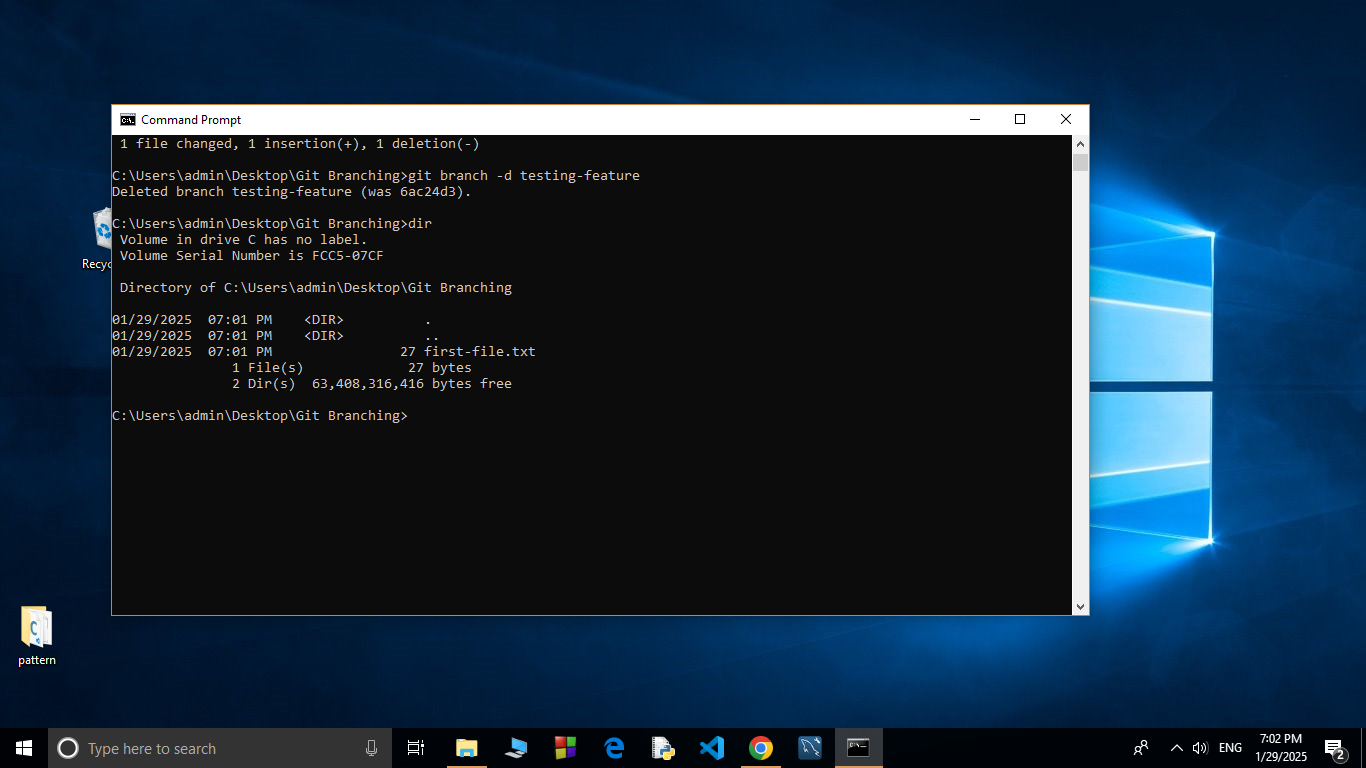 Command Prompt
1 file changed, 1 insertion(+), 1 deletion(-)
C:\Users\admin\Desktop\Git Branching>git branch -d testing-feature
Deleted branch testing-feature (was 6ac24d3).
C:\Users\admin\Desktop\Git Branching>dir
Volume in drive C has no label.
Volume Serial Number is FCC5-07CF
Directory of C:\Users\admin\Desktop\Git Branching
01/29/2025  07:01 PM    <DIR>          .
01/29/2025  07:01 PM    <DIR>          ..
01/29/2025  07:01 PM                27 first-file.txt
1 File(s)             27 bytes
2 Dir(s)  63,408,316,416 bytes free
C:\Users\admin\Desktop\Git Branching>
Recyc
pattern
Type here to search
ENG
7:02 PM
1/29/2025
2